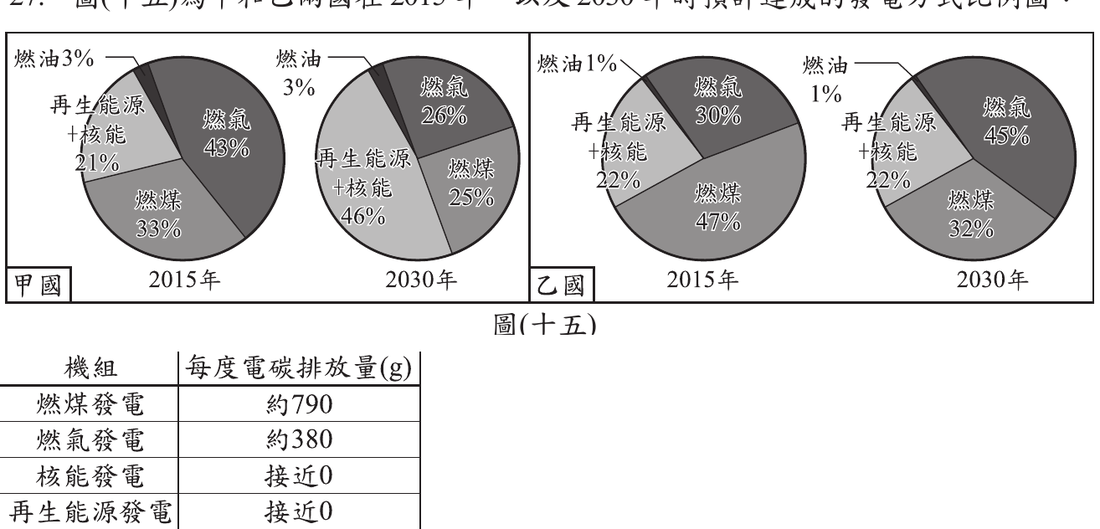 27. 圖(十五)為甲和乙兩國在2015年 以及2030年時預計達成的發電方式比例圖，
燃油3%
再生能源
+核能
21%
燃氣
43%
燃煤
33%
2015年
燃油
3%
燃氣
26%
再生能源
+核能
46%
燃煤
25%
2030年
甲國
燃油1%
再生能源
+核能
22%
燃氣
30%
燃煤
47%
2015年
燃油
1%
再生能源
+核能
22%
燃氣
45%
燃煤
32%
2030年
乙國
圖(十五)
機組 每度電碳排放量(g)
燃煤發電 約790
燃氣發電 約380
核能發電 接近0
再生能源發電 接近0